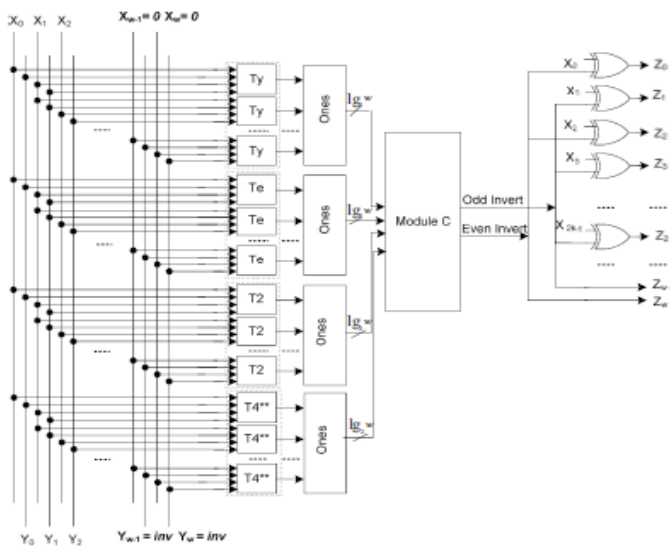 X0 X1 X2 Xw-1=0 Xw=0
Ty
Ty
Ty
Ones
lg w
Te
Te
Te
Ones
lg w
T2
T2
T2
Ones
lg w
T4**
T4**
T4**
Ones
lg w
Module C
Odd Invert
Even Invert
X0 Z0
X1 Z1
X2 Z2
X3 Z3
X2k-1 Z2
Zw
Zw
Y0 Y1 Y2 Yw-1=inv Yw=inv